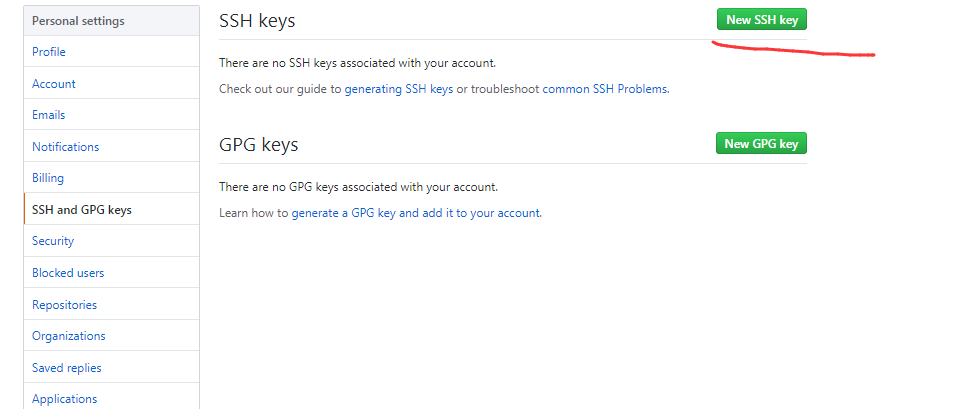 Personal settings
Profile
Account
Emails
Notifications
Billing
SSH and GPG keys
Security
Blocked users
Repositories
Organizations
Saved replies
Applications
SSH keys
New SSH key
There are no SSH keys associated with your account.
Check out our guide to generating SSH keys or troubleshoot common SSH Problems.
GPG keys
New GPG key
There are no GPG keys associated with your account.
Learn how to generate a GPG key and add it to your account.